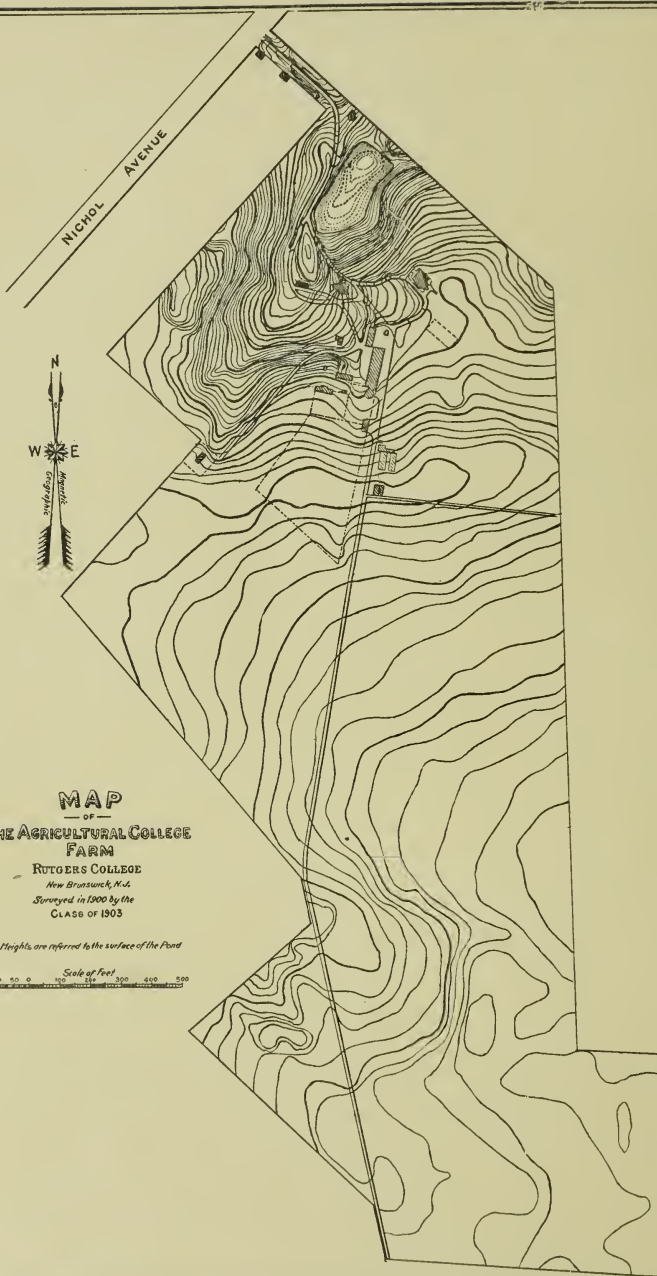 NICHOL AVENUE
N
W E
Magnetic
Geographic
MAP
— OF —
HE AGRICULTURAL COLLEGE
FARM
RUTGERS COLLEGE
New Brunswick, N.J.
Surveyed in 1900 by the
CLASS OF 1903
Heights are referred to the surface of the Pond
Scale of Feet
50 0 100 200 300 400 500